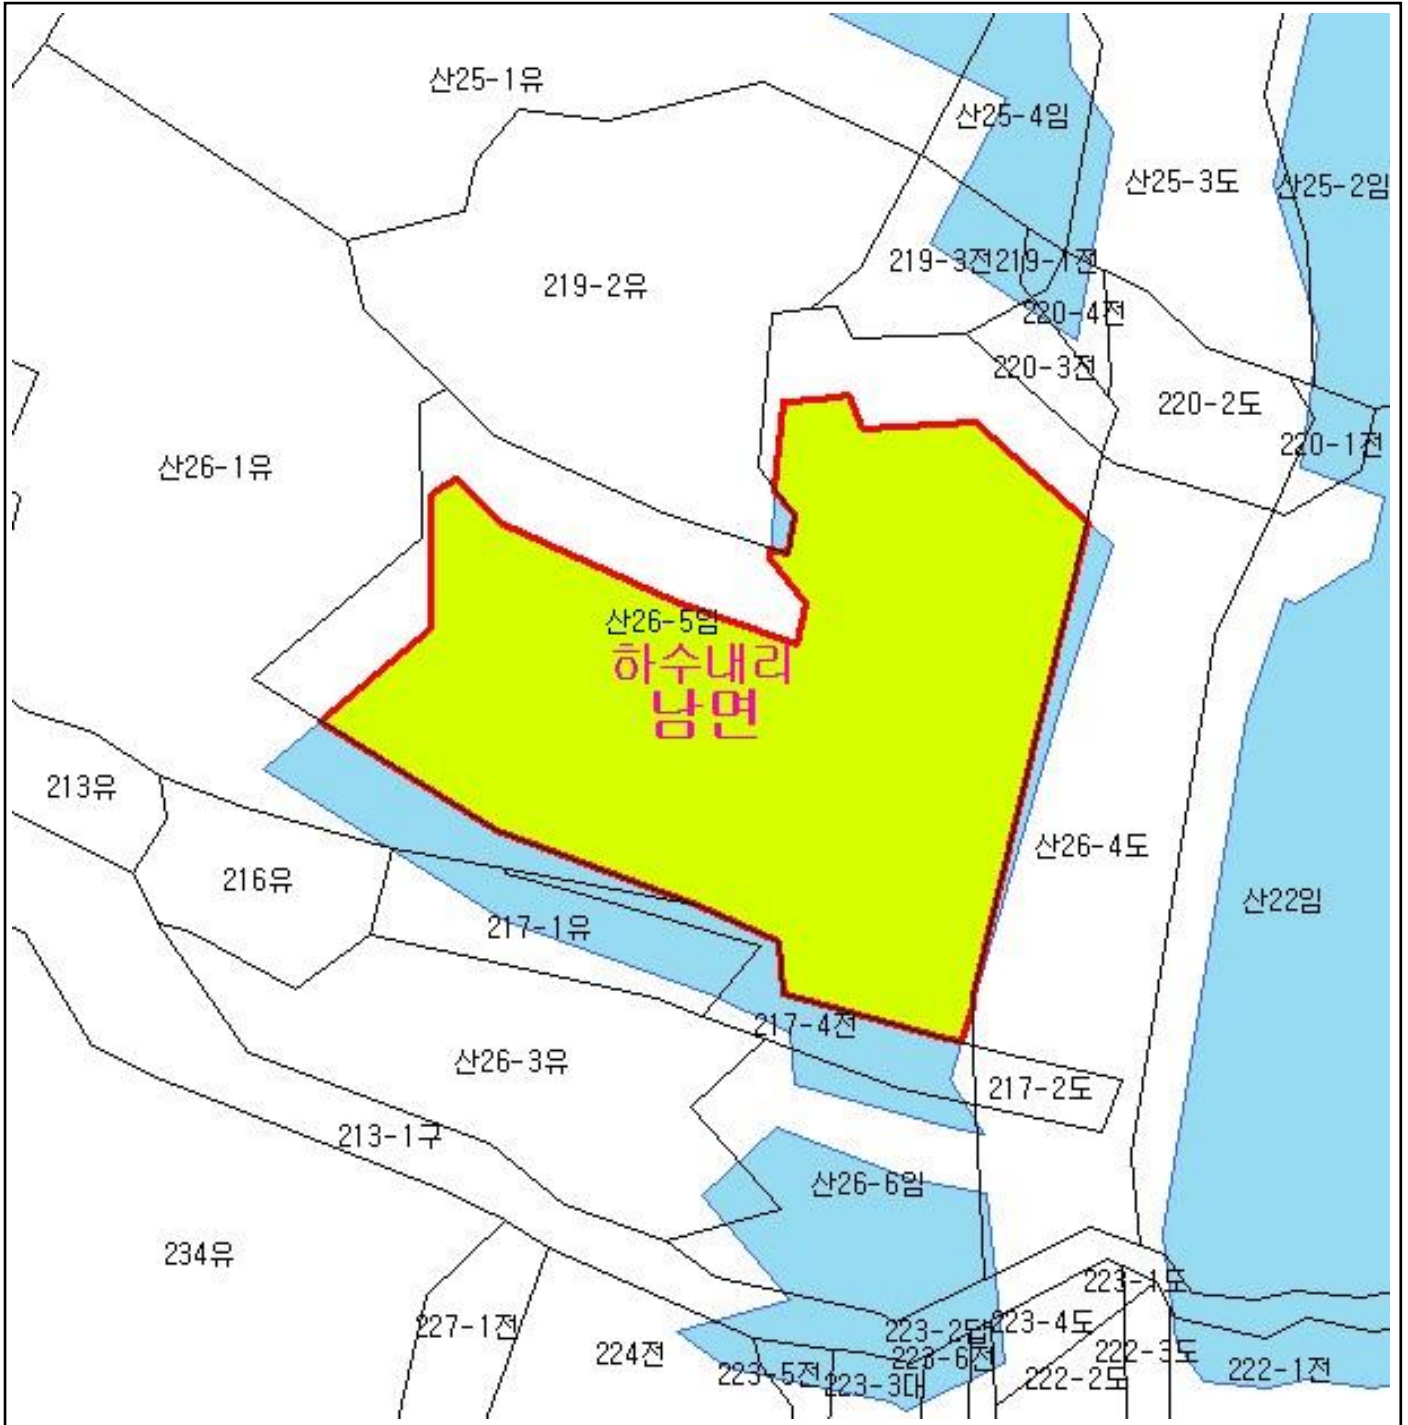 산25-1유
산25-4임
산25-3도
산25-2임
219-3전
219-1전
219-2유
220-4전
220-3전
220-2도
220-1전
산26-1유
산26-5임
하수내리
남면
213유
산26-4도
216유
산22임
217-1유
217-4전
산26-3유
217-2도
213-1구
산26-6임
234유
223-1도
227-1전
223-2답
223-4도
224전
223-6전
222-3도
223-5전
223-3대
222-2도
222-1전